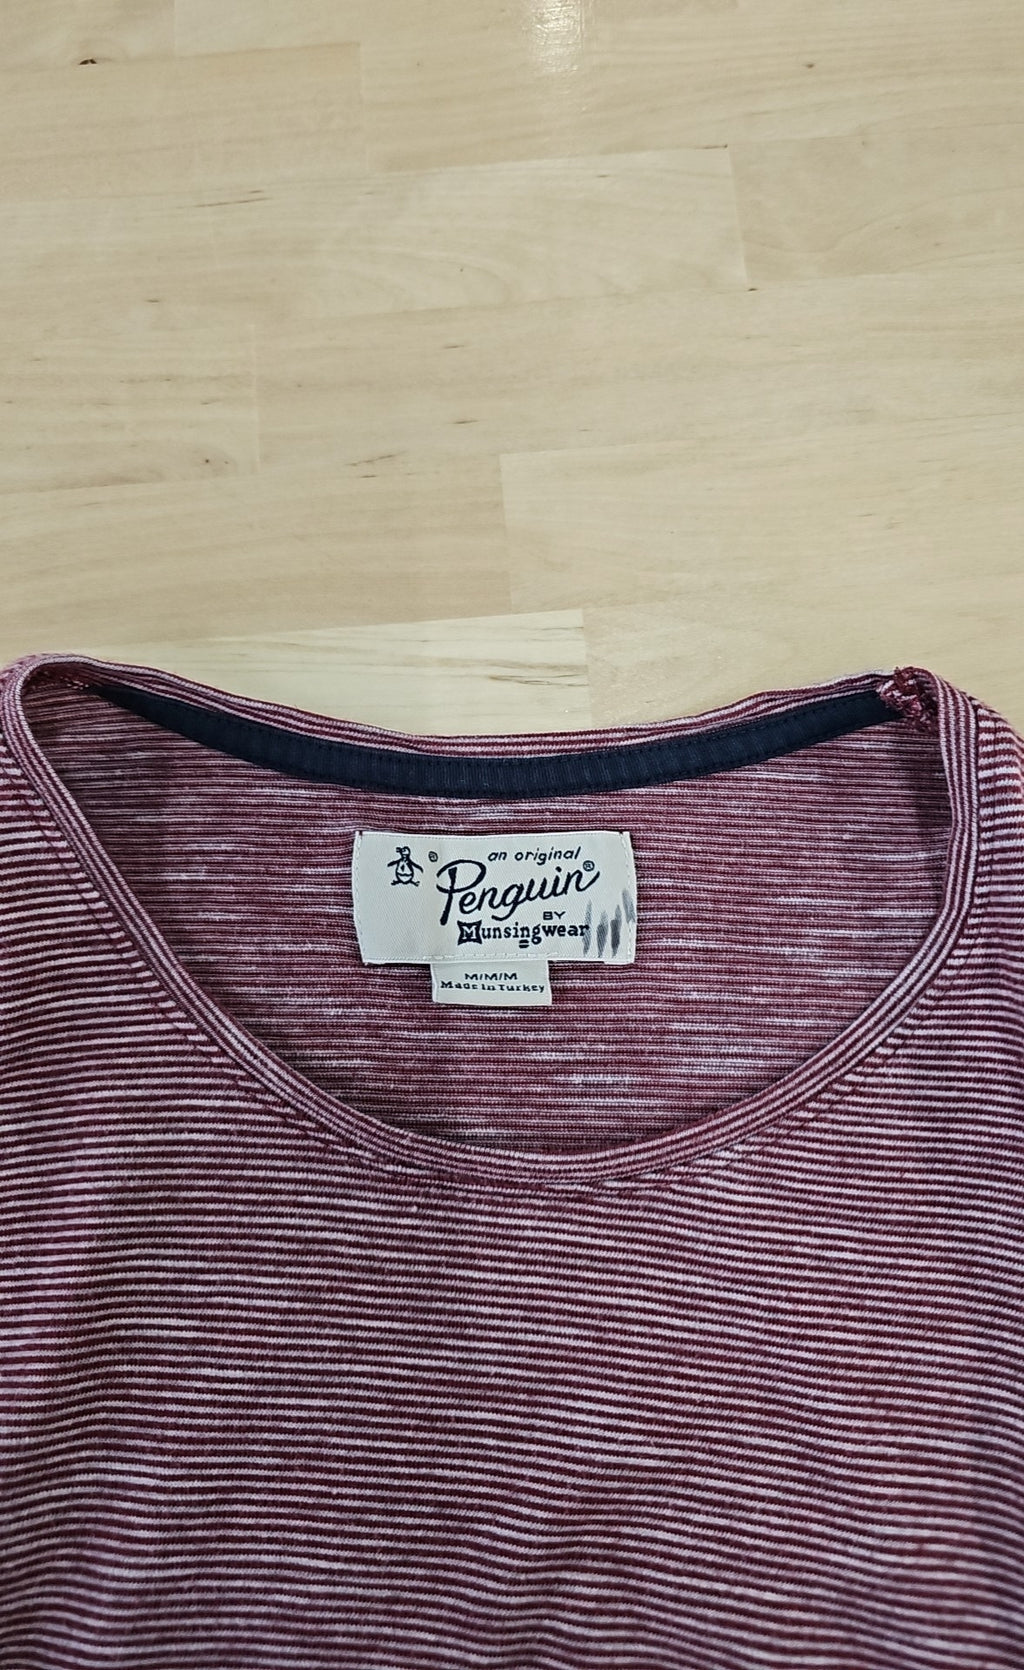 ® an original
Penguin®
BY
Munsingwear
M/M/M
Made in Turkey